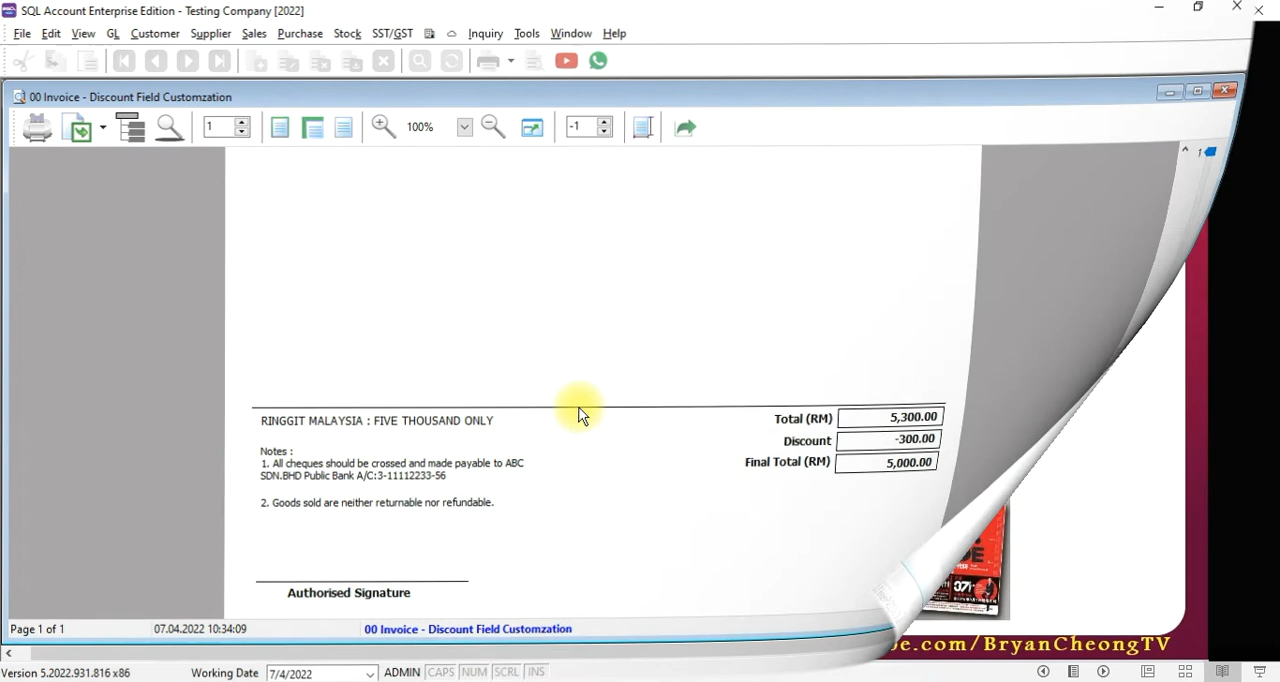 SQL Account Enterprise Edition - Testing Company [2022]
File Edit View GL Customer Supplier Sales Purchase Stock SST/GST Inquiry Tools Window Help
00 Invoice - Discount Field Customzation
1 100% -1
1
RINGGIT MALAYSIA : FIVE THOUSAND ONLY
Total (RM) 5,300.00
Discount -300.00
Final Total (RM) 5,000.00
Notes :
1. All cheques should be crossed and made payable to ABC
SDN.BHD Public Bank A/C:3-11112233-56
2. Goods sold are neither returnable nor refundable.
Authorised Signature
371
Page 1 of 1 07.04.2022 10:34:09 00 Invoice - Discount Field Customzation
be.com/BryanCheongTV
Version 5.2022.931.816 x86 Working Date 7/4/2022 ADMIN CAPS NUM SCRL INS